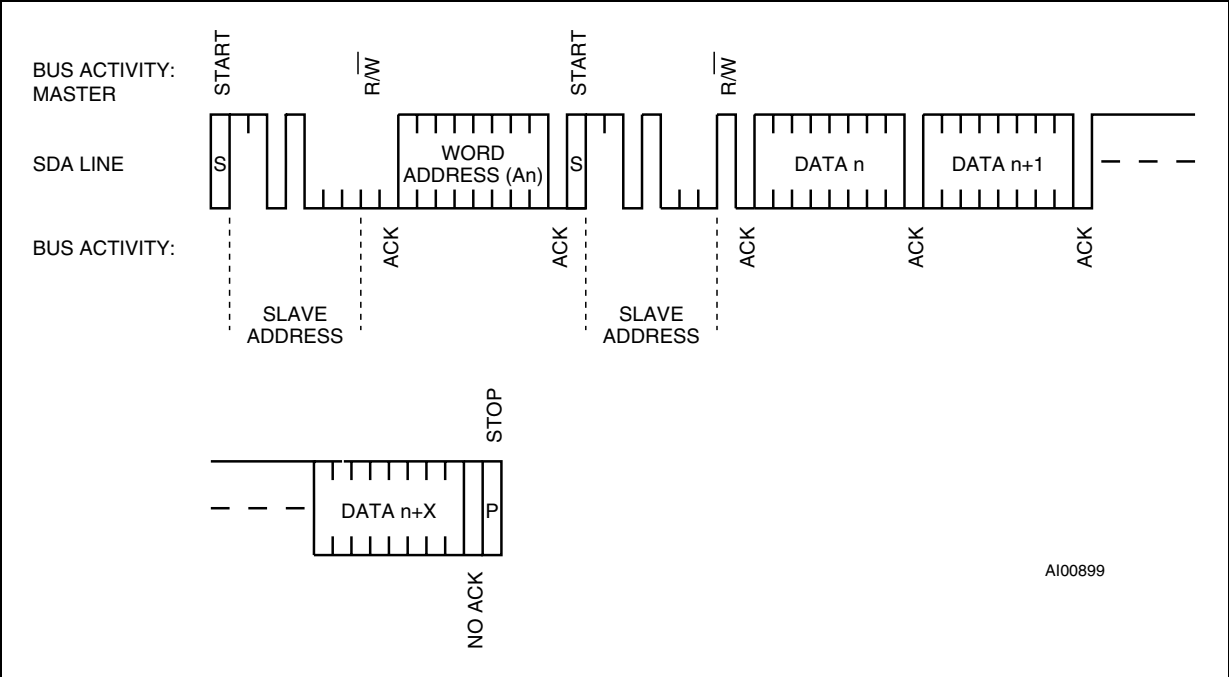 START
R/W
START
R/W
BUS ACTIVITY:
MASTER
SDA LINE
S
WORD
ADDRESS (An)
S
DATA n
DATA n+1
BUS ACTIVITY:
ACK
ACK
ACK
ACK
ACK
SLAVE
ADDRESS
SLAVE
ADDRESS
STOP
DATA n+X
P
NO ACK
AI00899